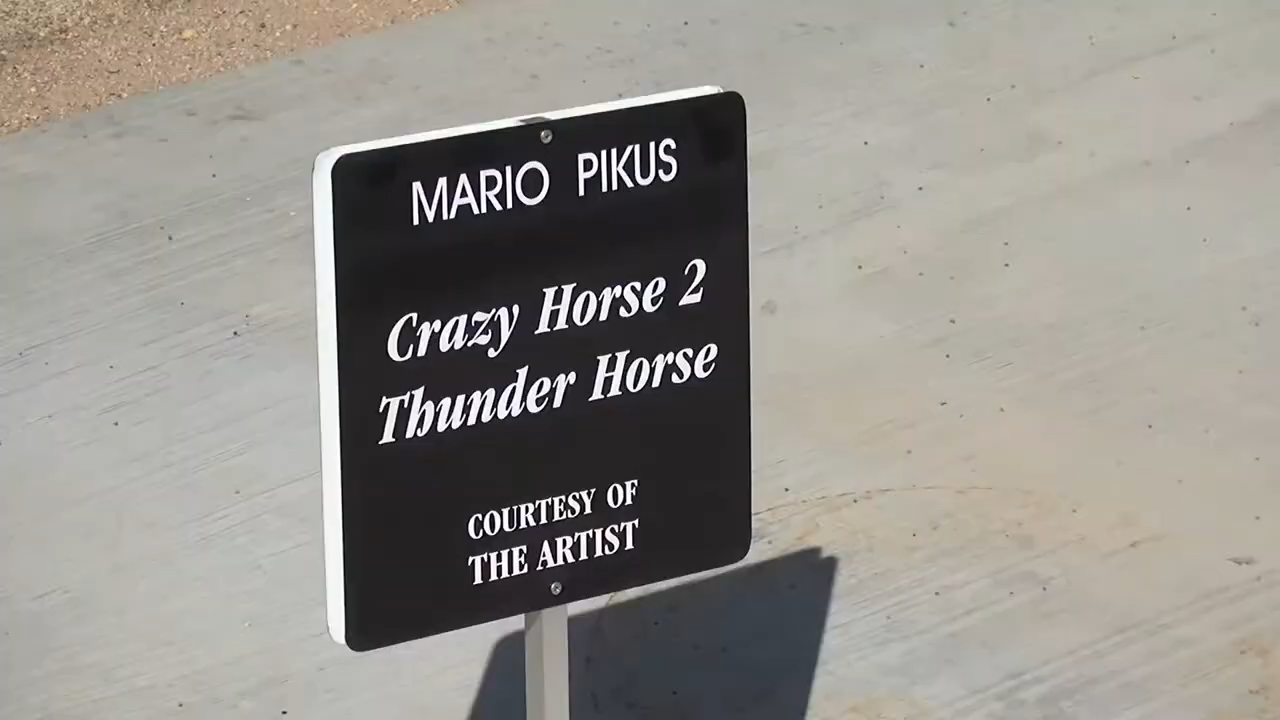 MARIO PIKUS
Crazy Horse 2
Thunder Horse
COURTESY OF
THE ARTIST